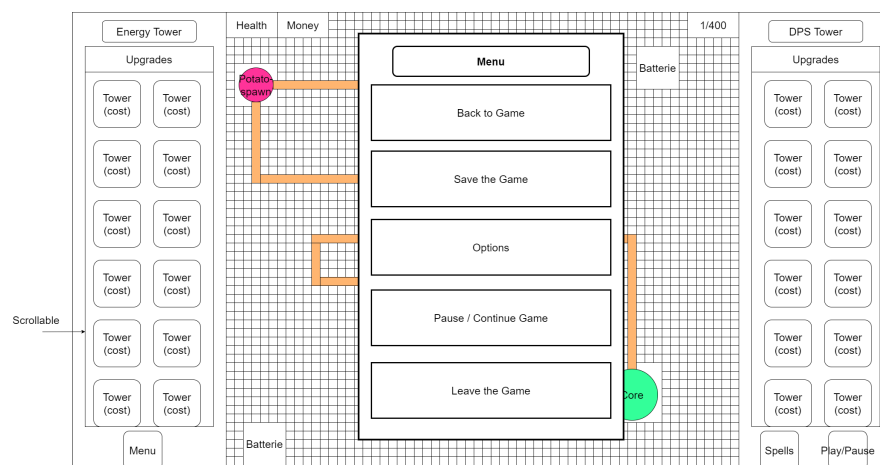 Energy Tower
Upgrades
Tower
(cost)
Tower
(cost)
Tower
(cost)
Tower
(cost)
Tower
(cost)
Tower
(cost)
Tower
(cost)
Tower
(cost)
Tower
(cost)
Tower
(cost)
Tower
(cost)
Tower
(cost)
Scrollable
Menu
Health
Money
1/400
Potato-
spawn
Batterie
Menu
Back to Game
Save the Game
Options
Pause / Continue Game
Leave the Game
Core
Batterie
DPS Tower
Upgrades
Tower
(cost)
Tower
(cost)
Tower
(cost)
Tower
(cost)
Tower
(cost)
Tower
(cost)
Tower
(cost)
Tower
(cost)
Tower
(cost)
Tower
(cost)
Tower
(cost)
Tower
(cost)
Spells
Play/Pause